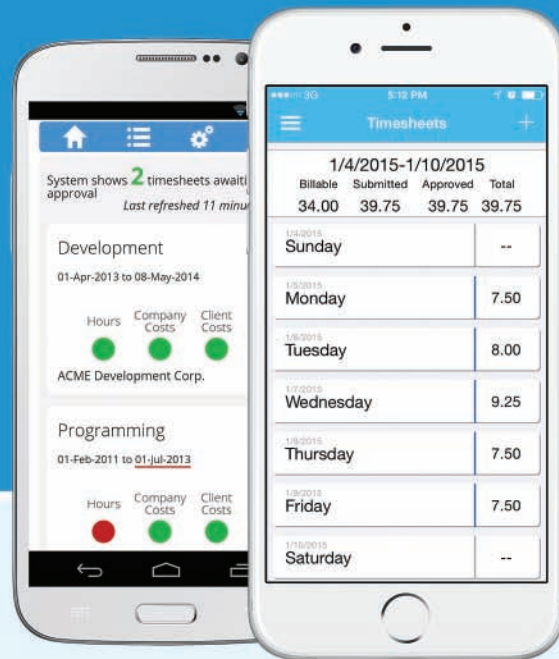 System shows 2 timesheets awaiti
approval
Last refreshed 11 minu
Development
01-Apr-2013 to 08-May-2014
Hours
Company
Costs
Client
Costs
ACME Development Corp.
Programming
01-Feb-2011 to 01-Jul-2013
Hours
Company
Costs
Client
Costs
3G 5:12 PM
Timesheets
1/4/2015-1/10/2015
Billable Submitted Approved Total
34.00 39.75 39.75 39.75
1/4/2015
Sunday --
1/5/2015
Monday 7.50
1/6/2015
Tuesday 8.00
1/7/2015
Wednesday 9.25
1/8/2015
Thursday 7.50
1/9/2015
Friday 7.50
1/10/2015
Saturday --